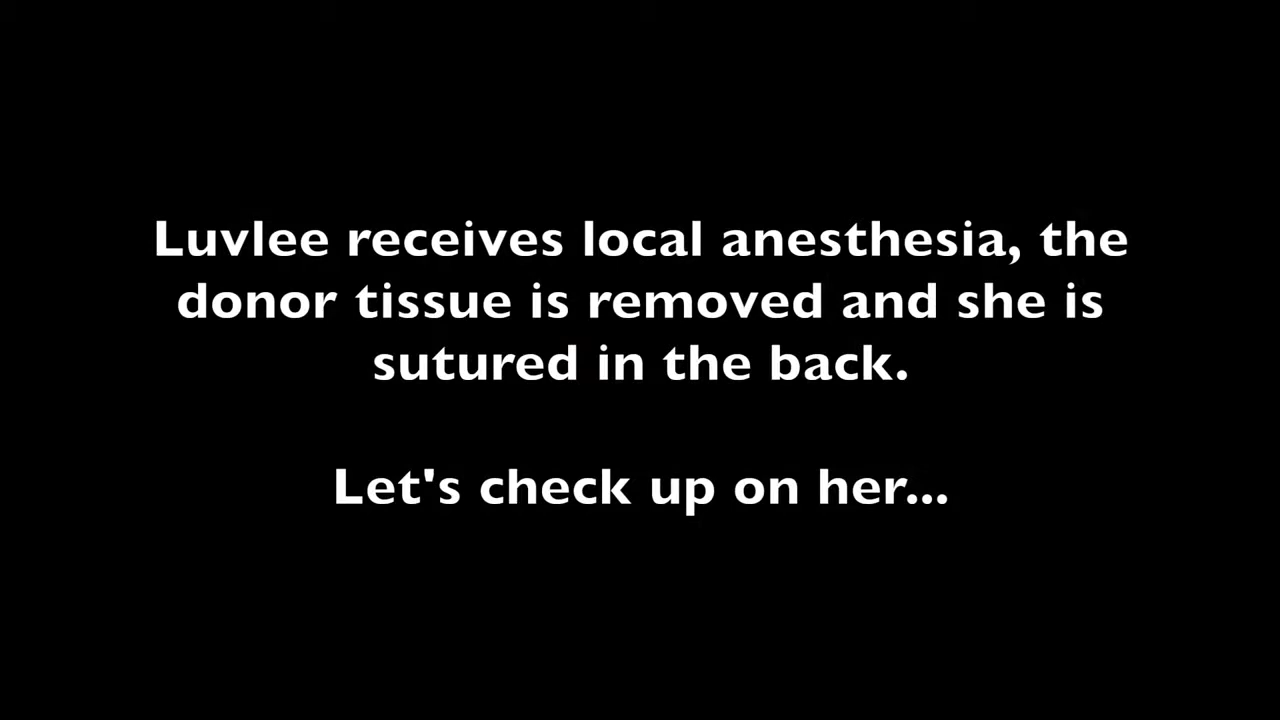 Luvlee receives local anesthesia, the
donor tissue is removed and she is
sutured in the back.
Let's check up on her...